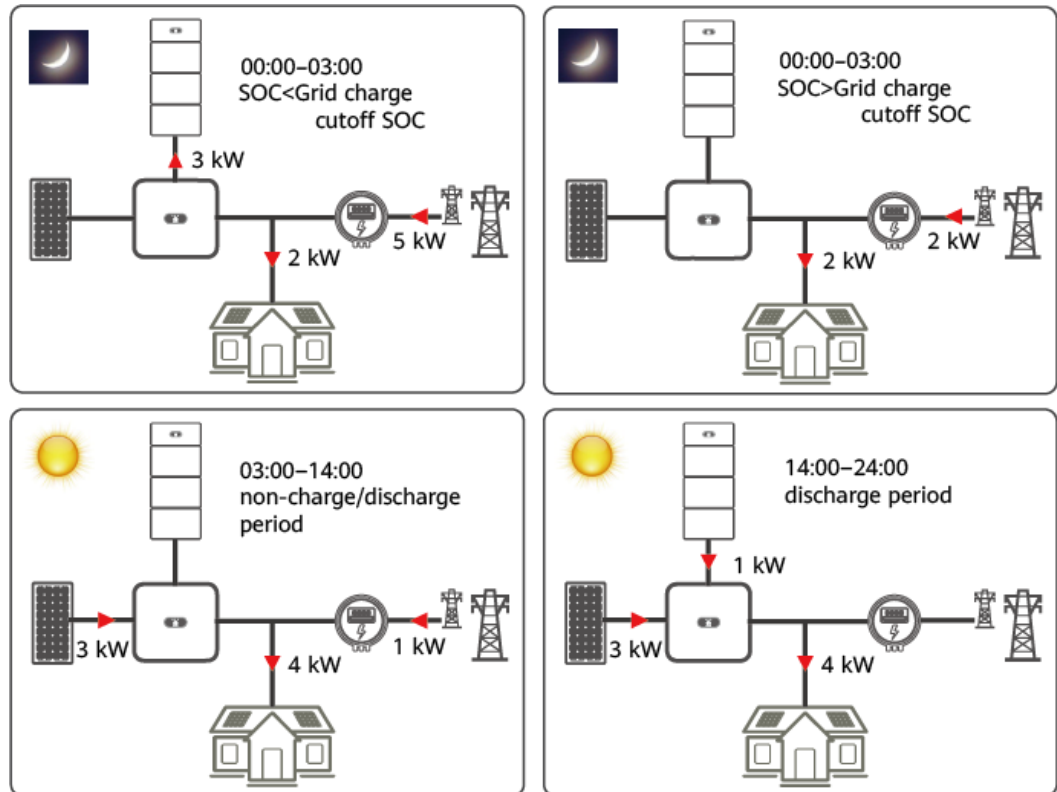 00:00–03:00
SOC<Grid charge
cutoff SOC
3 kW
5 kW
2 kW
00:00–03:00
SOC>Grid charge
cutoff SOC
2 kW
2 kW
03:00–14:00
non-charge/discharge
period
3 kW
1 kW
4 kW
14:00–24:00
discharge period
1 kW
3 kW
4 kW